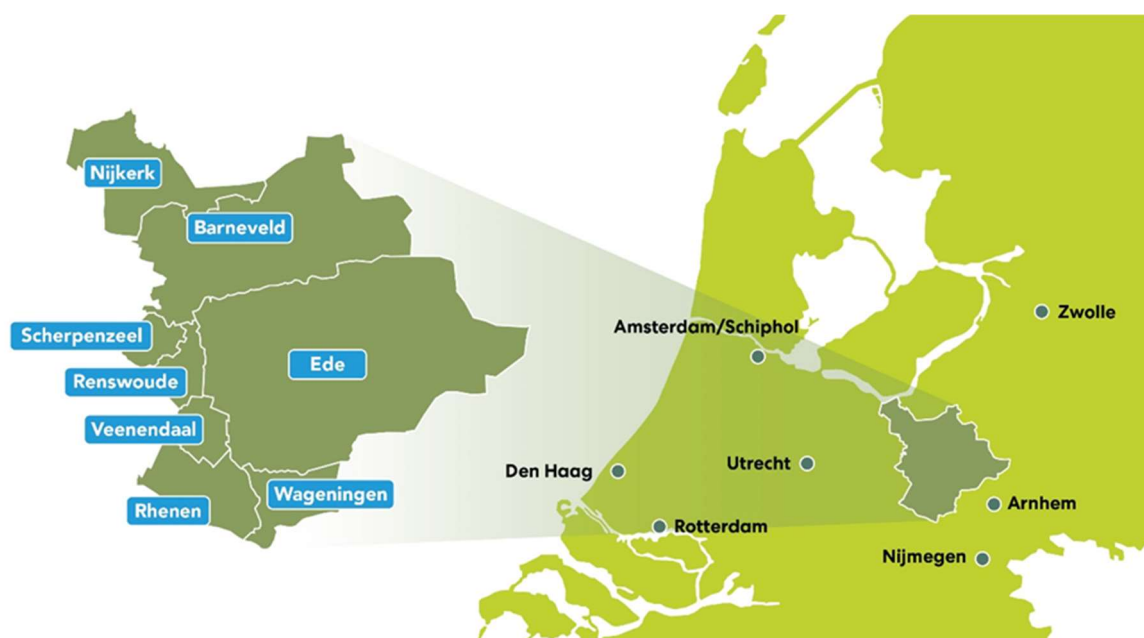 Nijkerk
Barneveld
Scherpenzeel
Ede
Renswoude
Veenendaal
Wageningen
Rhenen
Zwolle
Amsterdam/Schiphol
Utrecht
Den Haag
Arnhem
Rotterdam
Nijmegen